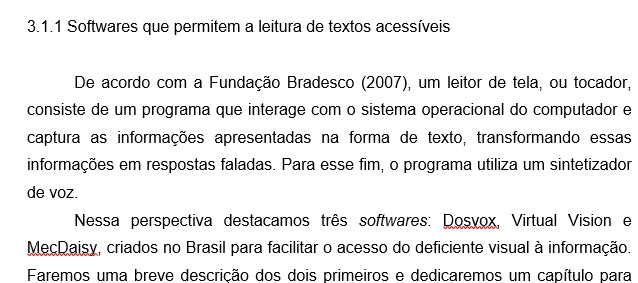 3.1.1 Softwares que permitem a leitura de textos acessíveis
De acordo com a Fundação Bradesco (2007), um leitor de tela, ou tocador,
consiste de um programa que interage com o sistema operacional do computador e
captura as informações apresentadas na forma de texto, transformando essas
informações em respostas faladas. Para esse fim, o programa utiliza um sintetizador
de voz.
Nessa perspectiva destacamos três softwares: Dosvox, Virtual Vision e
MecDaisy, criados no Brasil para facilitar o acesso do deficiente visual à informação.
Faremos uma breve descrição dos dois primeiros e dedicaremos um capítulo para